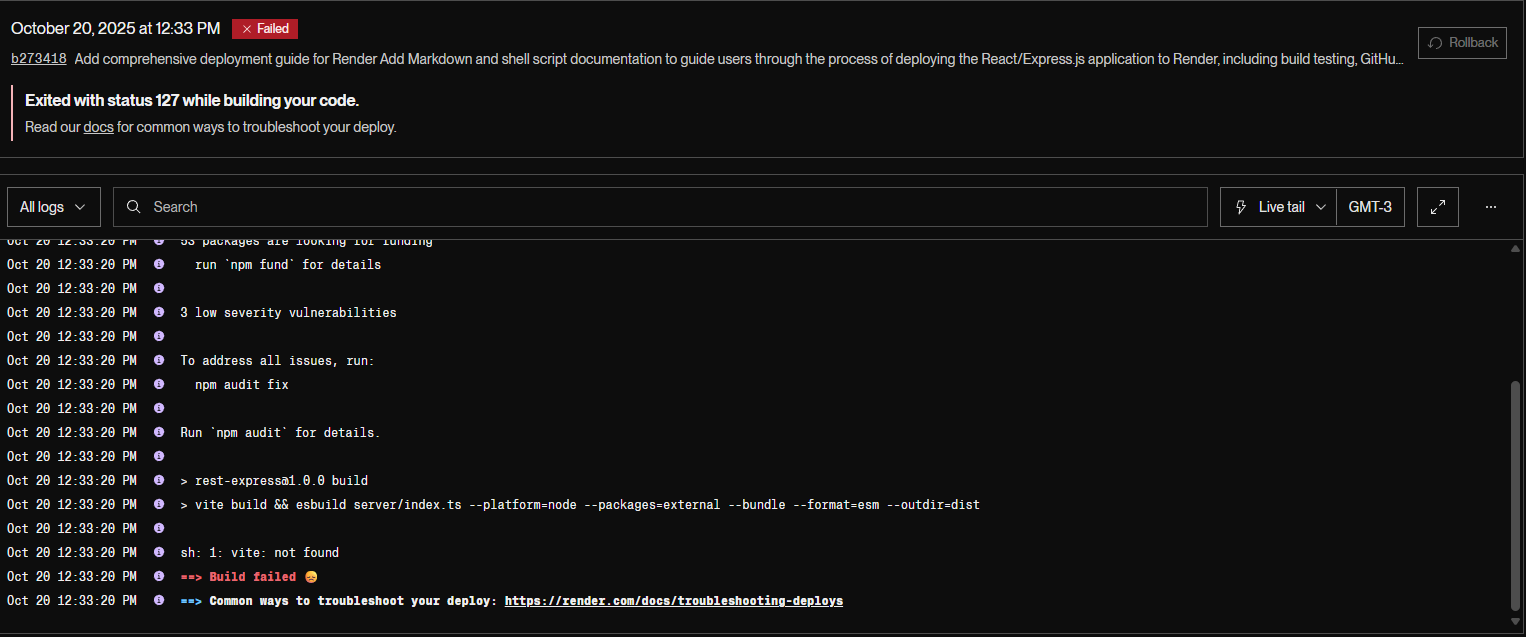 October 20, 2025 at 12:33 PM × Failed
Rollback
b273418 Add comprehensive deployment guide for Render Add Markdown and shell script documentation to guide users through the process of deploying the React/Express.js application to Render, including build testing, GitHu...
Exited with status 127 while building your code.
Read our docs for common ways to troubleshoot your deploy.
All logs Search Live tail GMT-3 ...
Oct 20 12:33:20 PM 53 packages are looking for funding
Oct 20 12:33:20 PM run `npm fund` for details
Oct 20 12:33:20 PM
Oct 20 12:33:20 PM 3 low severity vulnerabilities
Oct 20 12:33:20 PM
Oct 20 12:33:20 PM To address all issues, run:
Oct 20 12:33:20 PM npm audit fix
Oct 20 12:33:20 PM
Oct 20 12:33:20 PM Run `npm audit` for details.
Oct 20 12:33:20 PM
Oct 20 12:33:20 PM > rest-express@1.0.0 build
Oct 20 12:33:20 PM > vite build && esbuild server/index.ts --platform=node --packages=external --bundle --format=esm --outdir=dist
Oct 20 12:33:20 PM
Oct 20 12:33:20 PM sh: 1: vite: not found
Oct 20 12:33:20 PM ==> Build failed 😞
Oct 20 12:33:20 PM ==> Common ways to troubleshoot your deploy: https://render.com/docs/troubleshooting-deploys